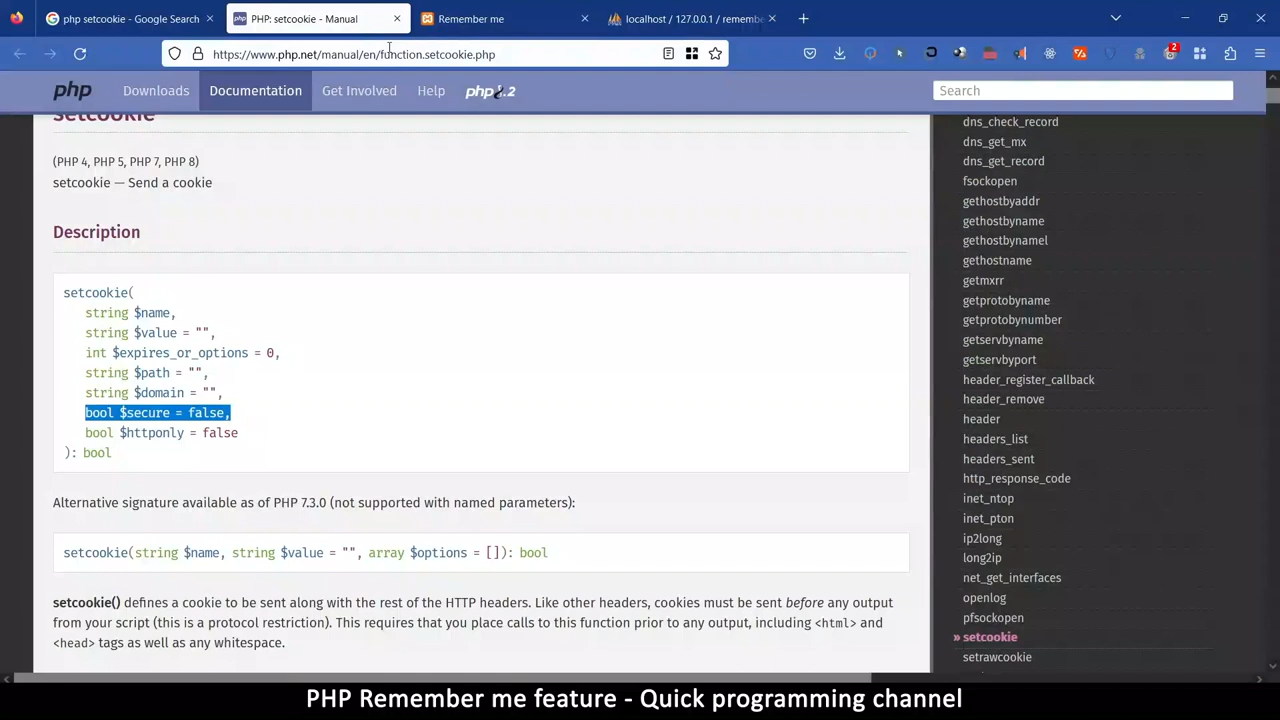 php setcookie - Google Search
PHP: setcookie - Manual
Remember me
localhost / 127.0.0.1 / rememb
https://www.php.net/manual/en/function.setcookie.php
2
php
Downloads
Documentation
Get Involved
Help
php8.2
Search
setcookie
(PHP 4, PHP 5, PHP 7, PHP 8)
setcookie — Send a cookie
Description
setcookie(
string $name,
string $value = "",
int $expires_or_options = 0,
string $path = "",
string $domain = "",
bool $secure = false,
bool $httponly = false
): bool
Alternative signature available as of PHP 7.3.0 (not supported with named parameters):
setcookie(string $name, string $value = "", array $options = []): bool
setcookie() defines a cookie to be sent along with the rest of the HTTP headers. Like other headers, cookies must be sent before any output
from your script (this is a protocol restriction). This requires that you place calls to this function prior to any output, including <html> and
<head> tags as well as any whitespace.
dns_check_record
dns_get_mx
dns_get_record
fsockopen
gethostbyaddr
gethostbyname
gethostbynamel
gethostname
getmxrr
getprotobyname
getprotobynumber
getservbyname
getservbyport
header_register_callback
header_remove
header
headers_list
headers_sent
http_response_code
inet_ntop
inet_pton
ip2long
long2ip
net_get_interfaces
openlog
pfsockopen
» setcookie
setrawcookie
PHP Remember me feature - Quick programming channel